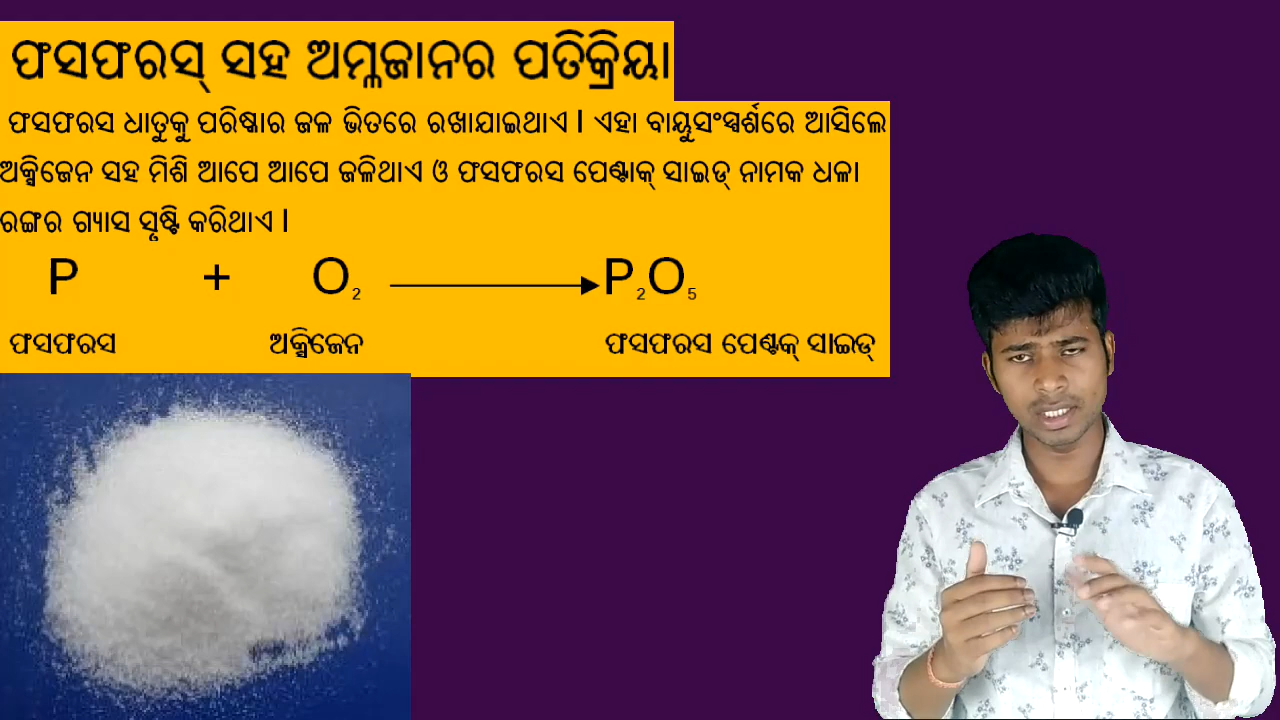 ଫସଫରସ୍ ସହ ଅମ୍ଳଜାନର ପତିକ୍ରିୟା
ଫସଫରସ ଧାତୁକୁ ପରିଷ୍କାର ଜଳ ଭିତରେ ରଖାଯାଇଥାଏ । ଏହା ବାୟୁସଂସ୍ପର୍ଶରେ ଆସିଲେ
ଅକ୍ସିଜେନ ସହ ମିଶି ଆପେ ଆପେ ଜଳିଥାଏ ଓ ଫସଫରସ ପେଣ୍ଟାକ୍ ସାଇଡ୍ ନାମକ ଧଳା
ରଙ୍ଗର ଗ୍ୟାସ ସୃଷ୍ଟି କରିଥାଏ ।
P + O₂ ⟶ P₂O₅
ଫସଫରସ ଅକ୍ସିଜେନ ଫସଫରସ ପେଣ୍ଟକ୍ ସାଇଡ୍